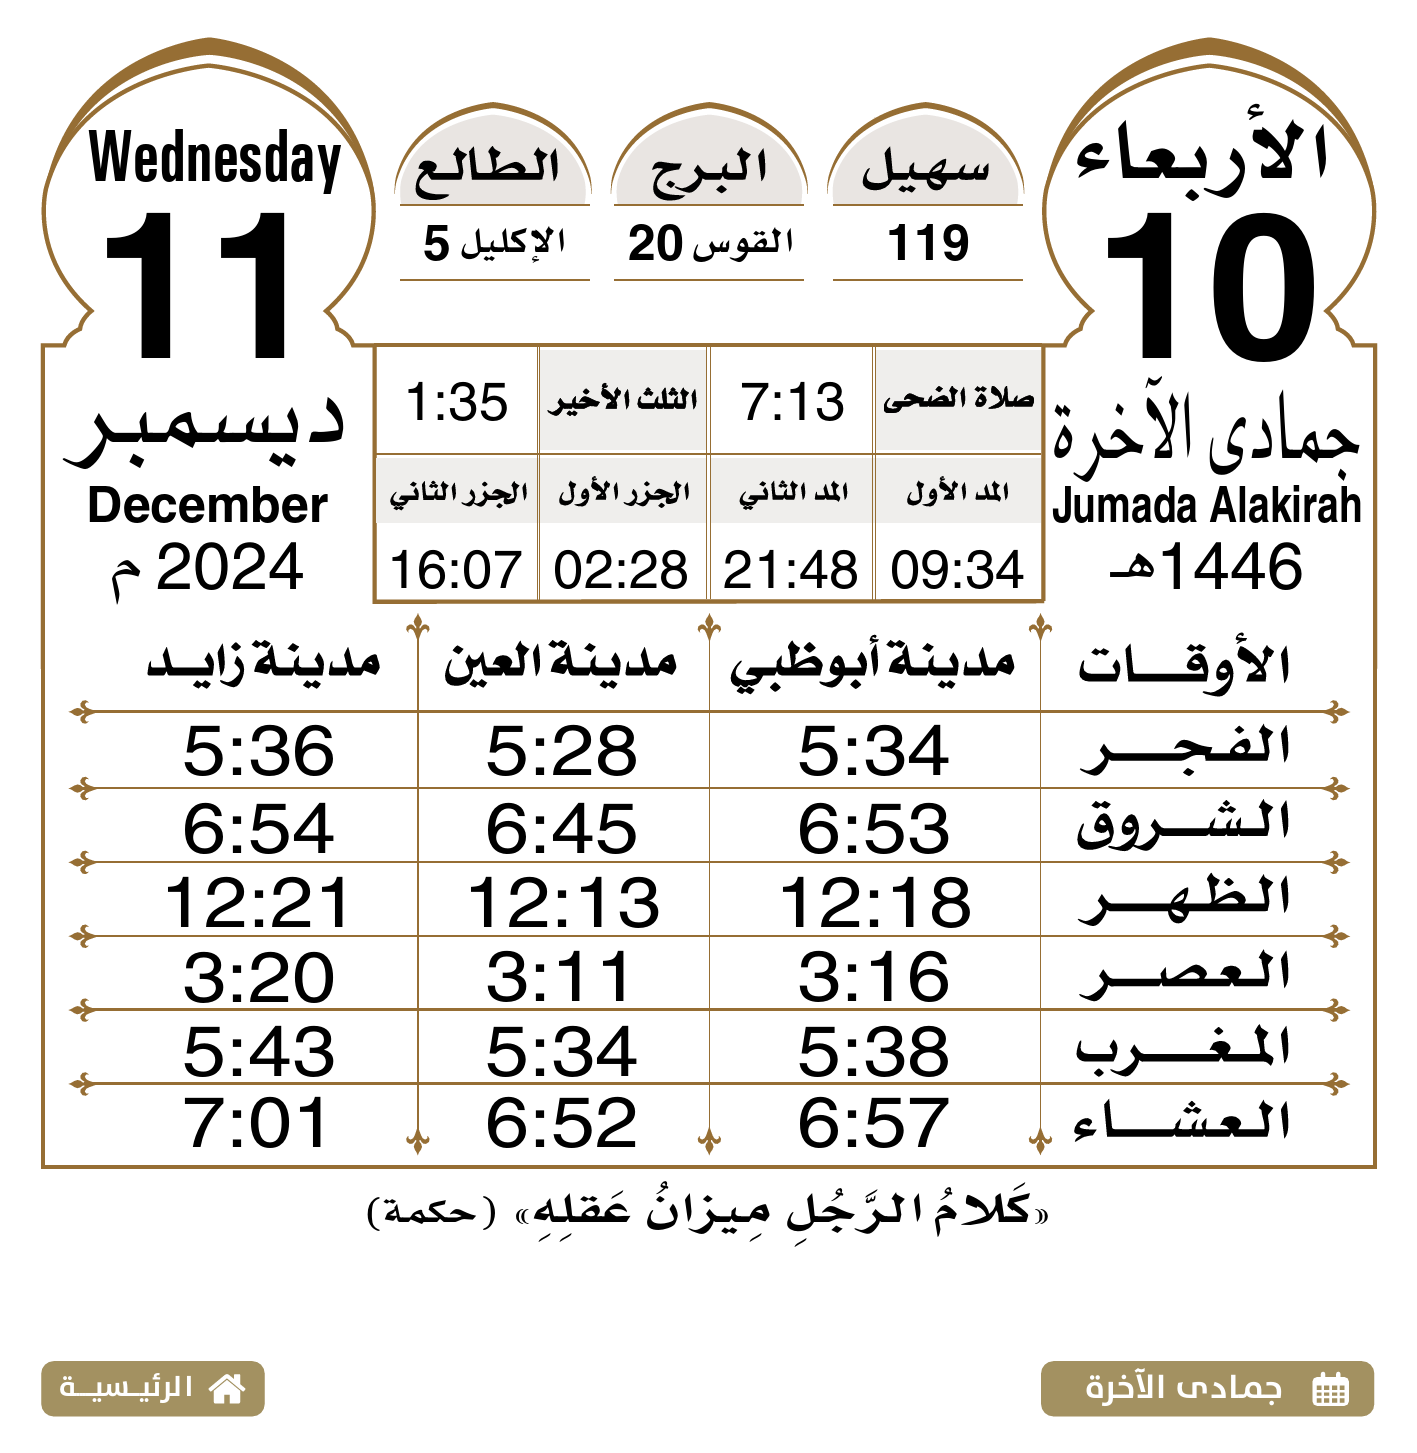 الأربعاء
10
جمادى الآخرة
Jumada Alakirah
1446هـ
سهيل
119
البرج
القوس 20
الطالع
الإكليل 5
Wednesday
11
ديسمبر
December
2024 م
صلاة الضحى 7:13 الثلث الأخير 1:35
المد الأول المد الثاني الجزر الأول الجزر الثاني
09:34 21:48 02:28 16:07
الأوقات مدينة أبوظبي مدينة العين مدينة زايد
الفجر 5:34 5:28 5:36
الشروق 6:53 6:45 6:54
الظهر 12:18 12:13 12:21
العصر 3:16 3:11 3:20
المغرب 5:38 5:34 5:43
العشاء 6:57 6:52 7:01
«كَلامُ الرَّجُلِ مِيزانُ عَقلِهِ» (حكمة)
جمادى الآخرة
الرئيسية